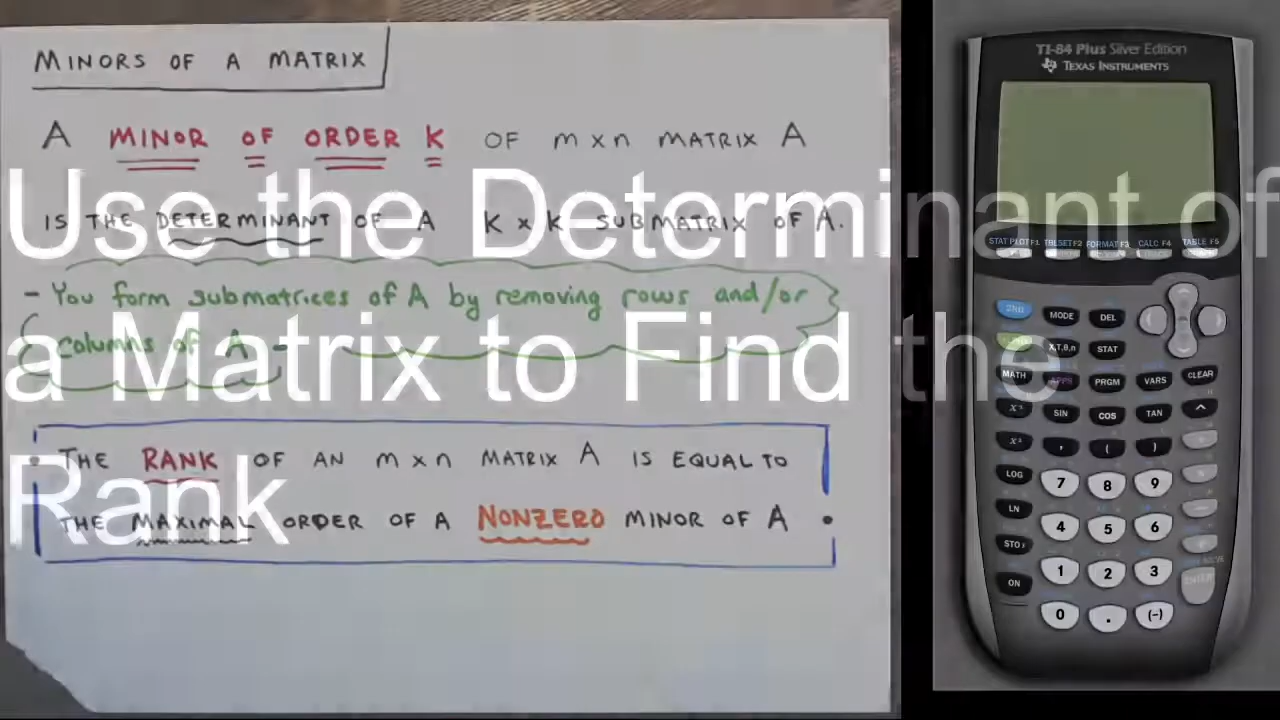 MINORS OF A MATRIX
A MINOR OF ORDER K OF m x n MATRIX A
IS THE DETERMINANT OF A K x K SUBMATRIX OF A.
- You form submatrices of A by removing rows and/or
columns of A -
• THE RANK OF AN m x n MATRIX A IS EQUAL TO
THE MAXIMAL ORDER OF A NONZERO MINOR OF A •
Use the Determinant of
a Matrix to Find the
Rank
TI-84 Plus Silver Edition
TEXAS INSTRUMENTS
STAT PLOT F1 TBLSET F2 FORMAT F3 CALC F4 TABLE F5
2ND MODE DEL
X,T,θ,n STAT
MATH APPS PRGM VARS CLEAR
SIN COS TAN ^
x² , ( )
LOG 7 8 9
LN 4 5 6
STO› 1 2 3
ON 0 . (-)
ENTER